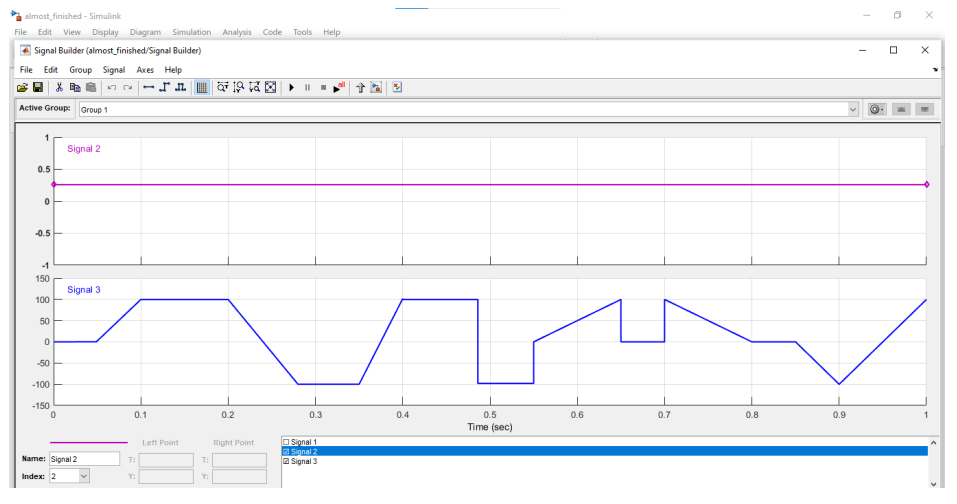 almost_finished - Simulink
File Edit View Display Diagram Simulation Analysis Code Tools Help
Signal Builder (almost_finished/Signal Builder)
File Edit Group Signal Axes Help
all
Active Group: Group 1
Signal 2
1
0.5
0
-0.5
-1
Signal 3
150
100
50
0
-50
-100
-150
0 0.1 0.2 0.3 0.4 0.5 0.6 0.7 0.8 0.9 1
Time (sec)
Left Point Right Point
Name: Signal 2 T: T:
Index: 2 Y: Y:
Signal 1
Signal 2
Signal 3